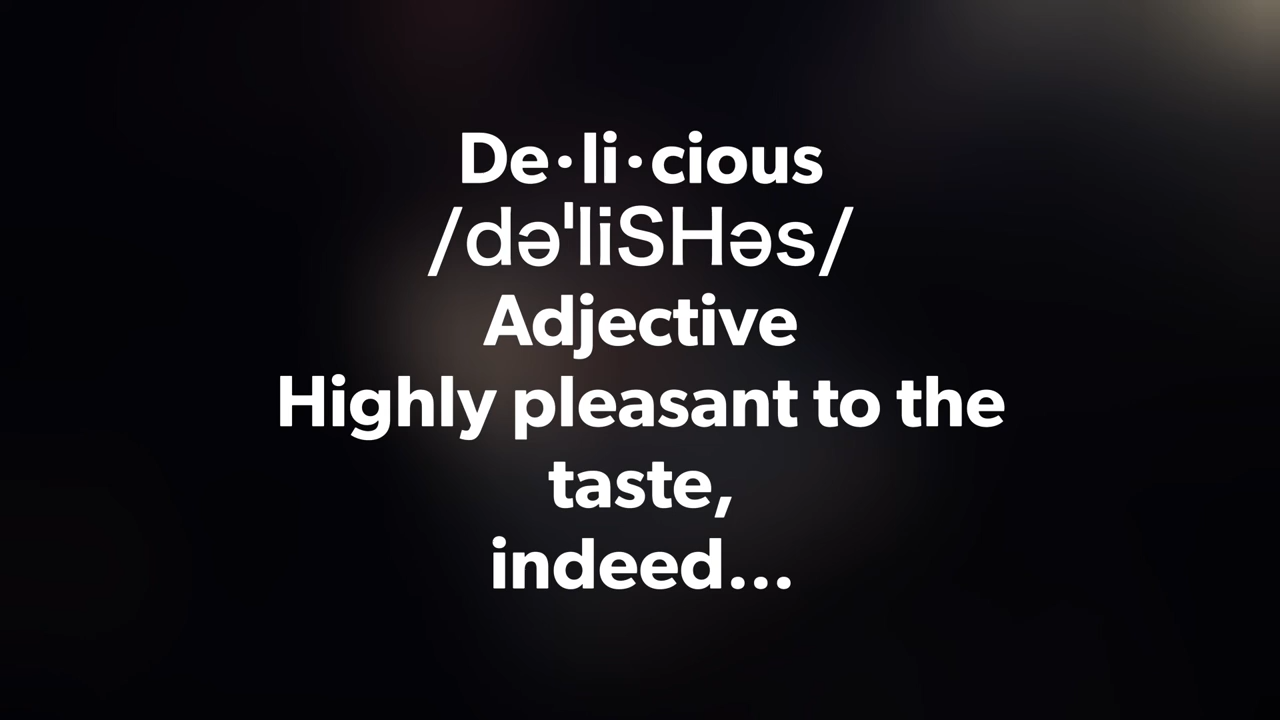 De·li·cious
/dəˈliSHəs/
Adjective
Highly pleasant to the
taste,
indeed...